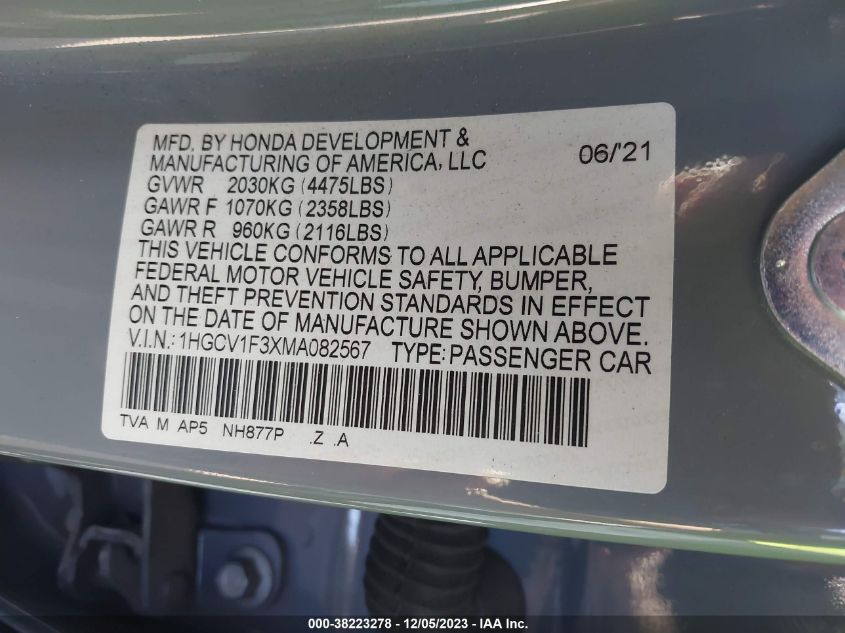 MFD. BY HONDA DEVELOPMENT &
MANUFACTURING OF AMERICA, LLC 06/'21
GVWR 2030KG (4475LBS)
GAWR F 1070KG (2358LBS)
GAWR R 960KG (2116LBS)
THIS VEHICLE CONFORMS TO ALL APPLICABLE
FEDERAL MOTOR VEHICLE SAFETY, BUMPER,
AND THEFT PREVENTION STANDARDS IN EFFECT
ON THE DATE OF MANUFACTURE SHOWN ABOVE.
V.I.N.: 1HGCV1F3XMA082567 TYPE: PASSENGER CAR
TVA M AP5 NH877P .Z .A
000-38223278 - 12/05/2023 - IAA Inc.